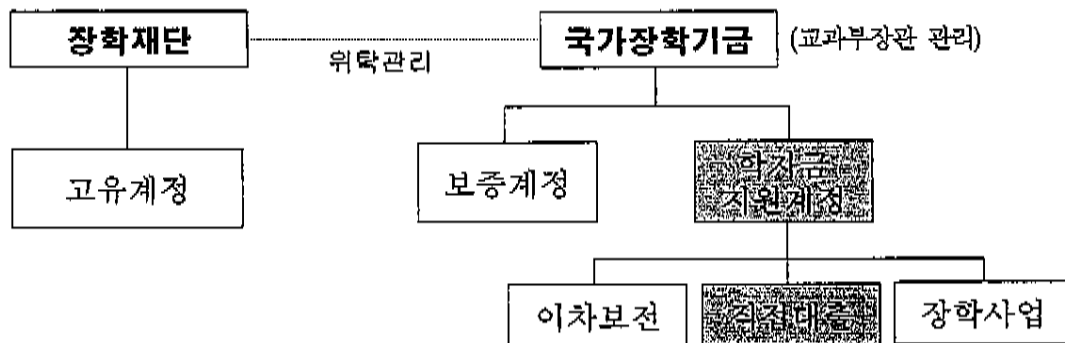 장학재단
위탁관리
국가장학기금
(교과부장관 관리)
고유계정
보증계정
학자금
지원계정
이차보전
직접대출
장학사업